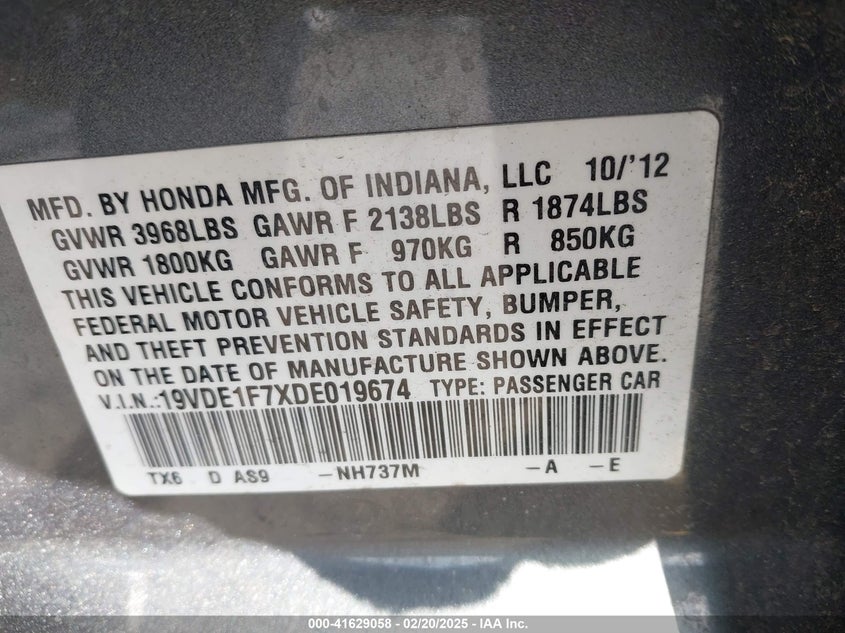 MFD. BY HONDA MFG. OF INDIANA, LLC 10/'12
GVWR 3968LBS GAWR F 2138LBS R 1874LBS
GVWR 1800KG GAWR F 970KG R 850KG
THIS VEHICLE CONFORMS TO ALL APPLICABLE
FEDERAL MOTOR VEHICLE SAFETY, BUMPER,
AND THEFT PREVENTION STANDARDS IN EFFECT
ON THE DATE OF MANUFACTURE SHOWN ABOVE.
V.I.N.:19VDE1F7XDE019674 TYPE: PASSENGER CAR
TX6 D AS9 –NH737M –A –E
000-41629058 - 02/20/2025 - IAA Inc.